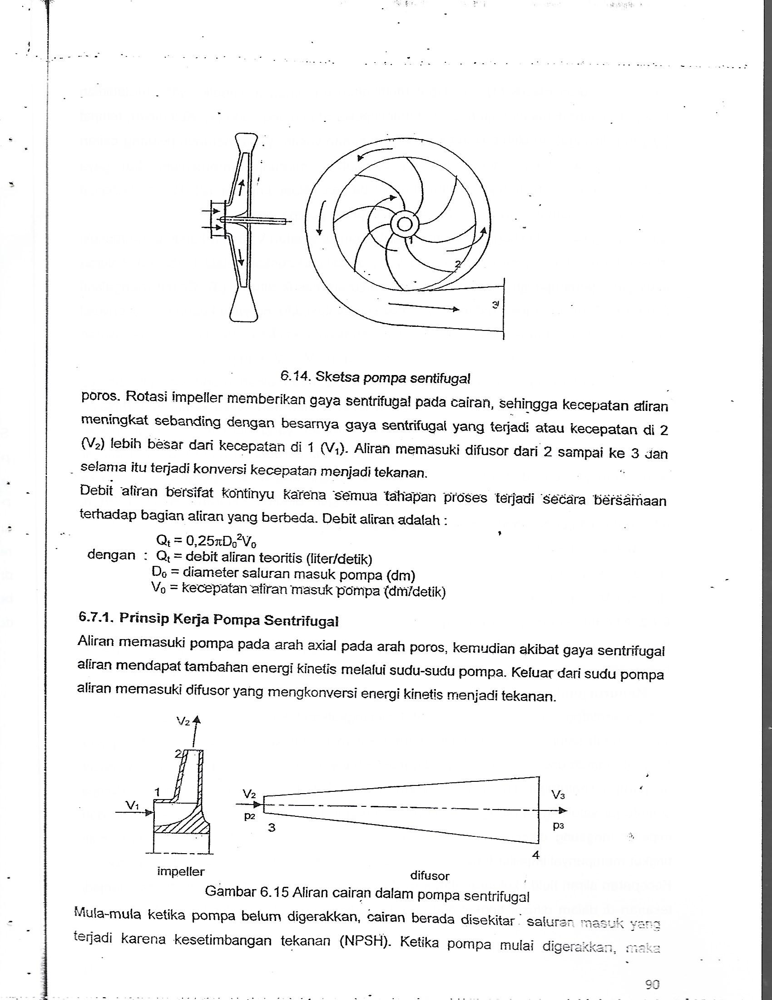 1
2
3
6.14. Sketsa pompa sentifugal
poros. Rotasi impeller memberikan gaya sentrifugal pada cairan, sehingga kecepatan aliran
meningkat sebanding dengan besarnya gaya sentrifugal yang terjadi atau kecepatan di 2
(V₂) lebih besar dari kecepatan di 1 (V₁). Aliran memasuki difusor dari 2 sampai ke 3 dan
selama itu terjadi konversi kecepatan menjadi tekanan.
Debit aliran bersifat kontinyu karena semua tahapan proses terjadi secara bersamaan
terhadap bagian aliran yang berbeda. Debit aliran adalah :
Qₜ = 0,25πD₀²V₀
dengan : Qₜ = debit aliran teoritis (liter/detik)
D₀ = diameter saluran masuk pompa (dm)
V₀ = kecepatan aliran masuk pompa (dm/detik)
6.7.1. Prinsip Kerja Pompa Sentrifugal
Aliran memasuki pompa pada arah axial pada arah poros, kemudian akibat gaya sentrifugal
aliran mendapat tambahan energi kinetis melalui sudu-sudu pompa. Keluar dari sudu pompa
aliran memasuki difusor yang mengkonversi energi kinetis menjadi tekanan.
V2
2
1
V1
V2
p2
3
V3
p3
4
impeller
difusor
Gambar 6.15 Aliran cairan dalam pompa sentrifugal
Mula-mula ketika pompa belum digerakkan, cairan berada disekitar saluran masuk yang
terjadi karena kesetimbangan tekanan (NPSH). Ketika pompa mulai digerakkan, maka
90